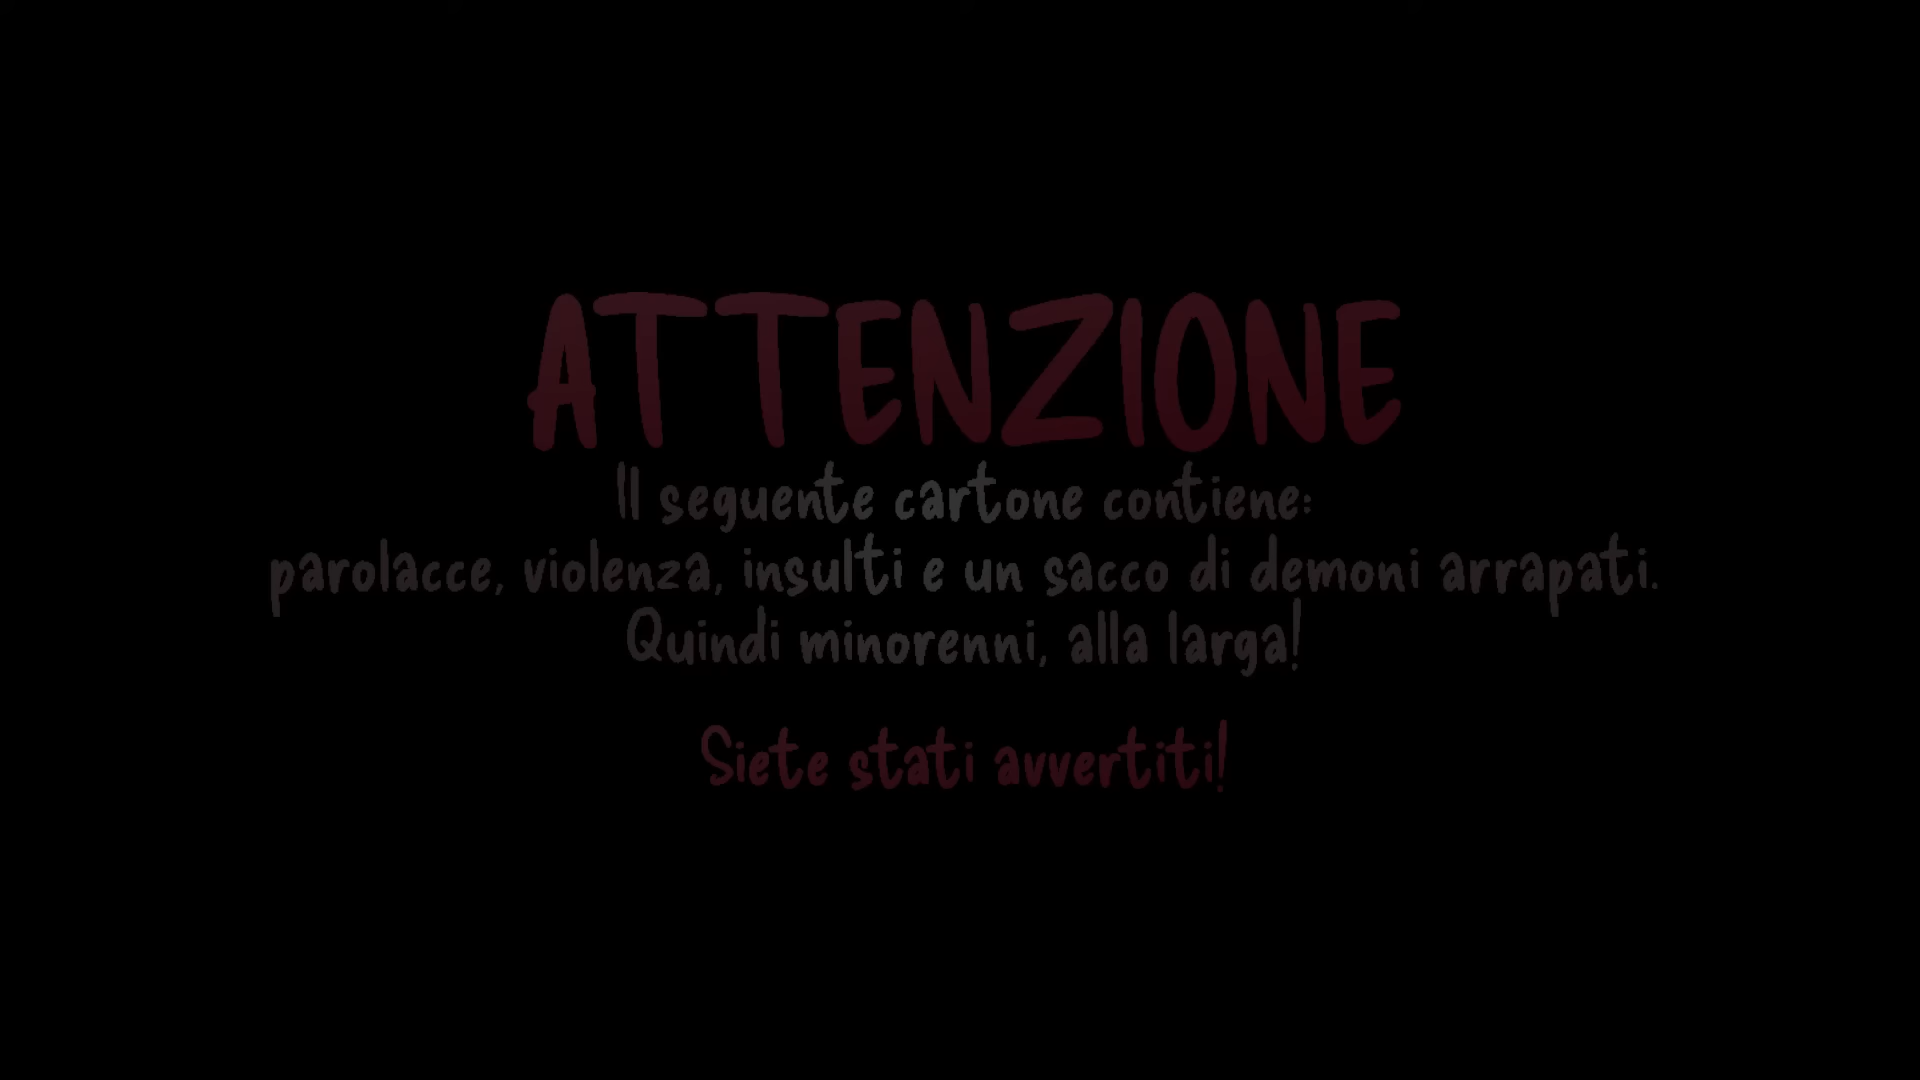 ATTENZIONE
Il seguente cartone contiene:
parolacce, violenza, insulti e un sacco di demoni arrapati.
Quindi minorenni, alla larga!
Siete stati avvertiti!